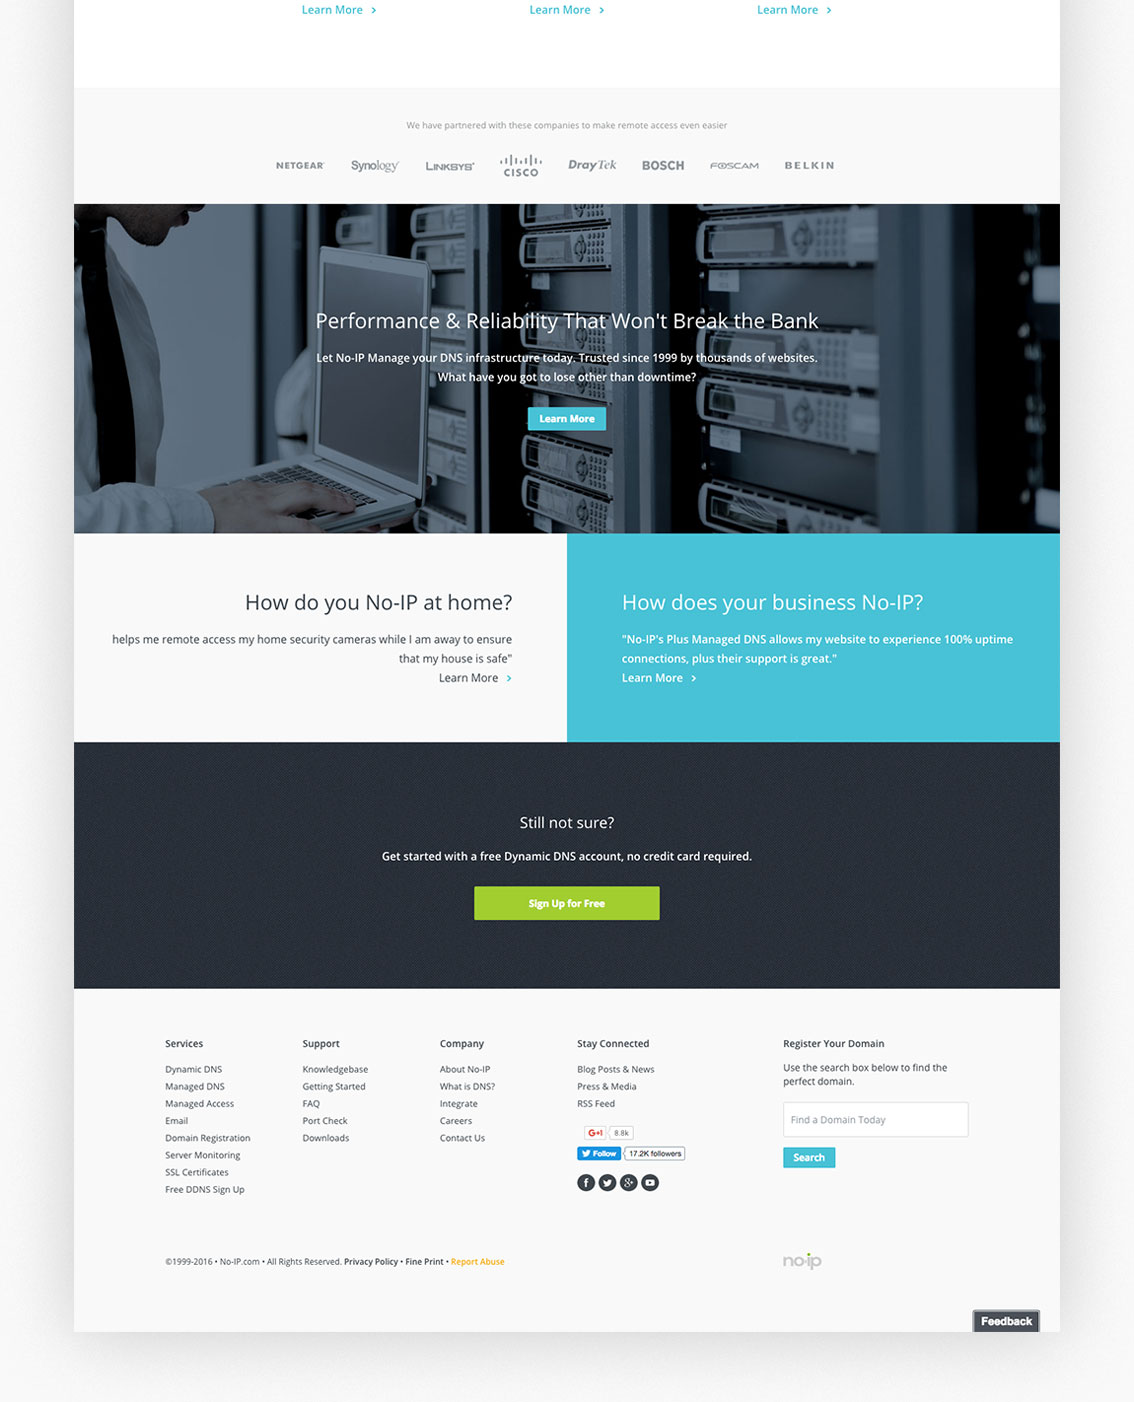 Learn More
Learn More
Learn More
We have partnered with these companies to make remote access even easier
NETGEAR Synology LINKSYS CISCO DrayTek BOSCH FOSCAM BELKIN
Performance & Reliability That Won't Break the Bank
Let No-IP Manage your DNS infrastructure today. Trusted since 1999 by thousands of websites.
What have you got to lose other than downtime?
Learn More
How do you No-IP at home?
helps me remote access my home security cameras while I am away to ensure
that my house is safe"
Learn More
How does your business No-IP?
"No-IP's Plus Managed DNS allows my website to experience 100% uptime
connections, plus their support is great."
Learn More
Still not sure?
Get started with a free Dynamic DNS account, no credit card required.
Sign Up for Free
Services
Dynamic DNS
Managed DNS
Managed Access
Email
Domain Registration
Server Monitoring
SSL Certificates
Free DDNS Sign Up
Support
Knowledgebase
Getting Started
FAQ
Port Check
Downloads
Company
About No-IP
What is DNS?
Integrate
Careers
Contact Us
Stay Connected
Blog Posts & News
Press & Media
RSS Feed
G+1 8.8k
Follow 17.2K followers
Register Your Domain
Use the search box below to find the
perfect domain.
Find a Domain Today
Search
©1999-2016 • No-IP.com • All Rights Reserved. Privacy Policy • Fine Print • Report Abuse
no-ip
Feedback